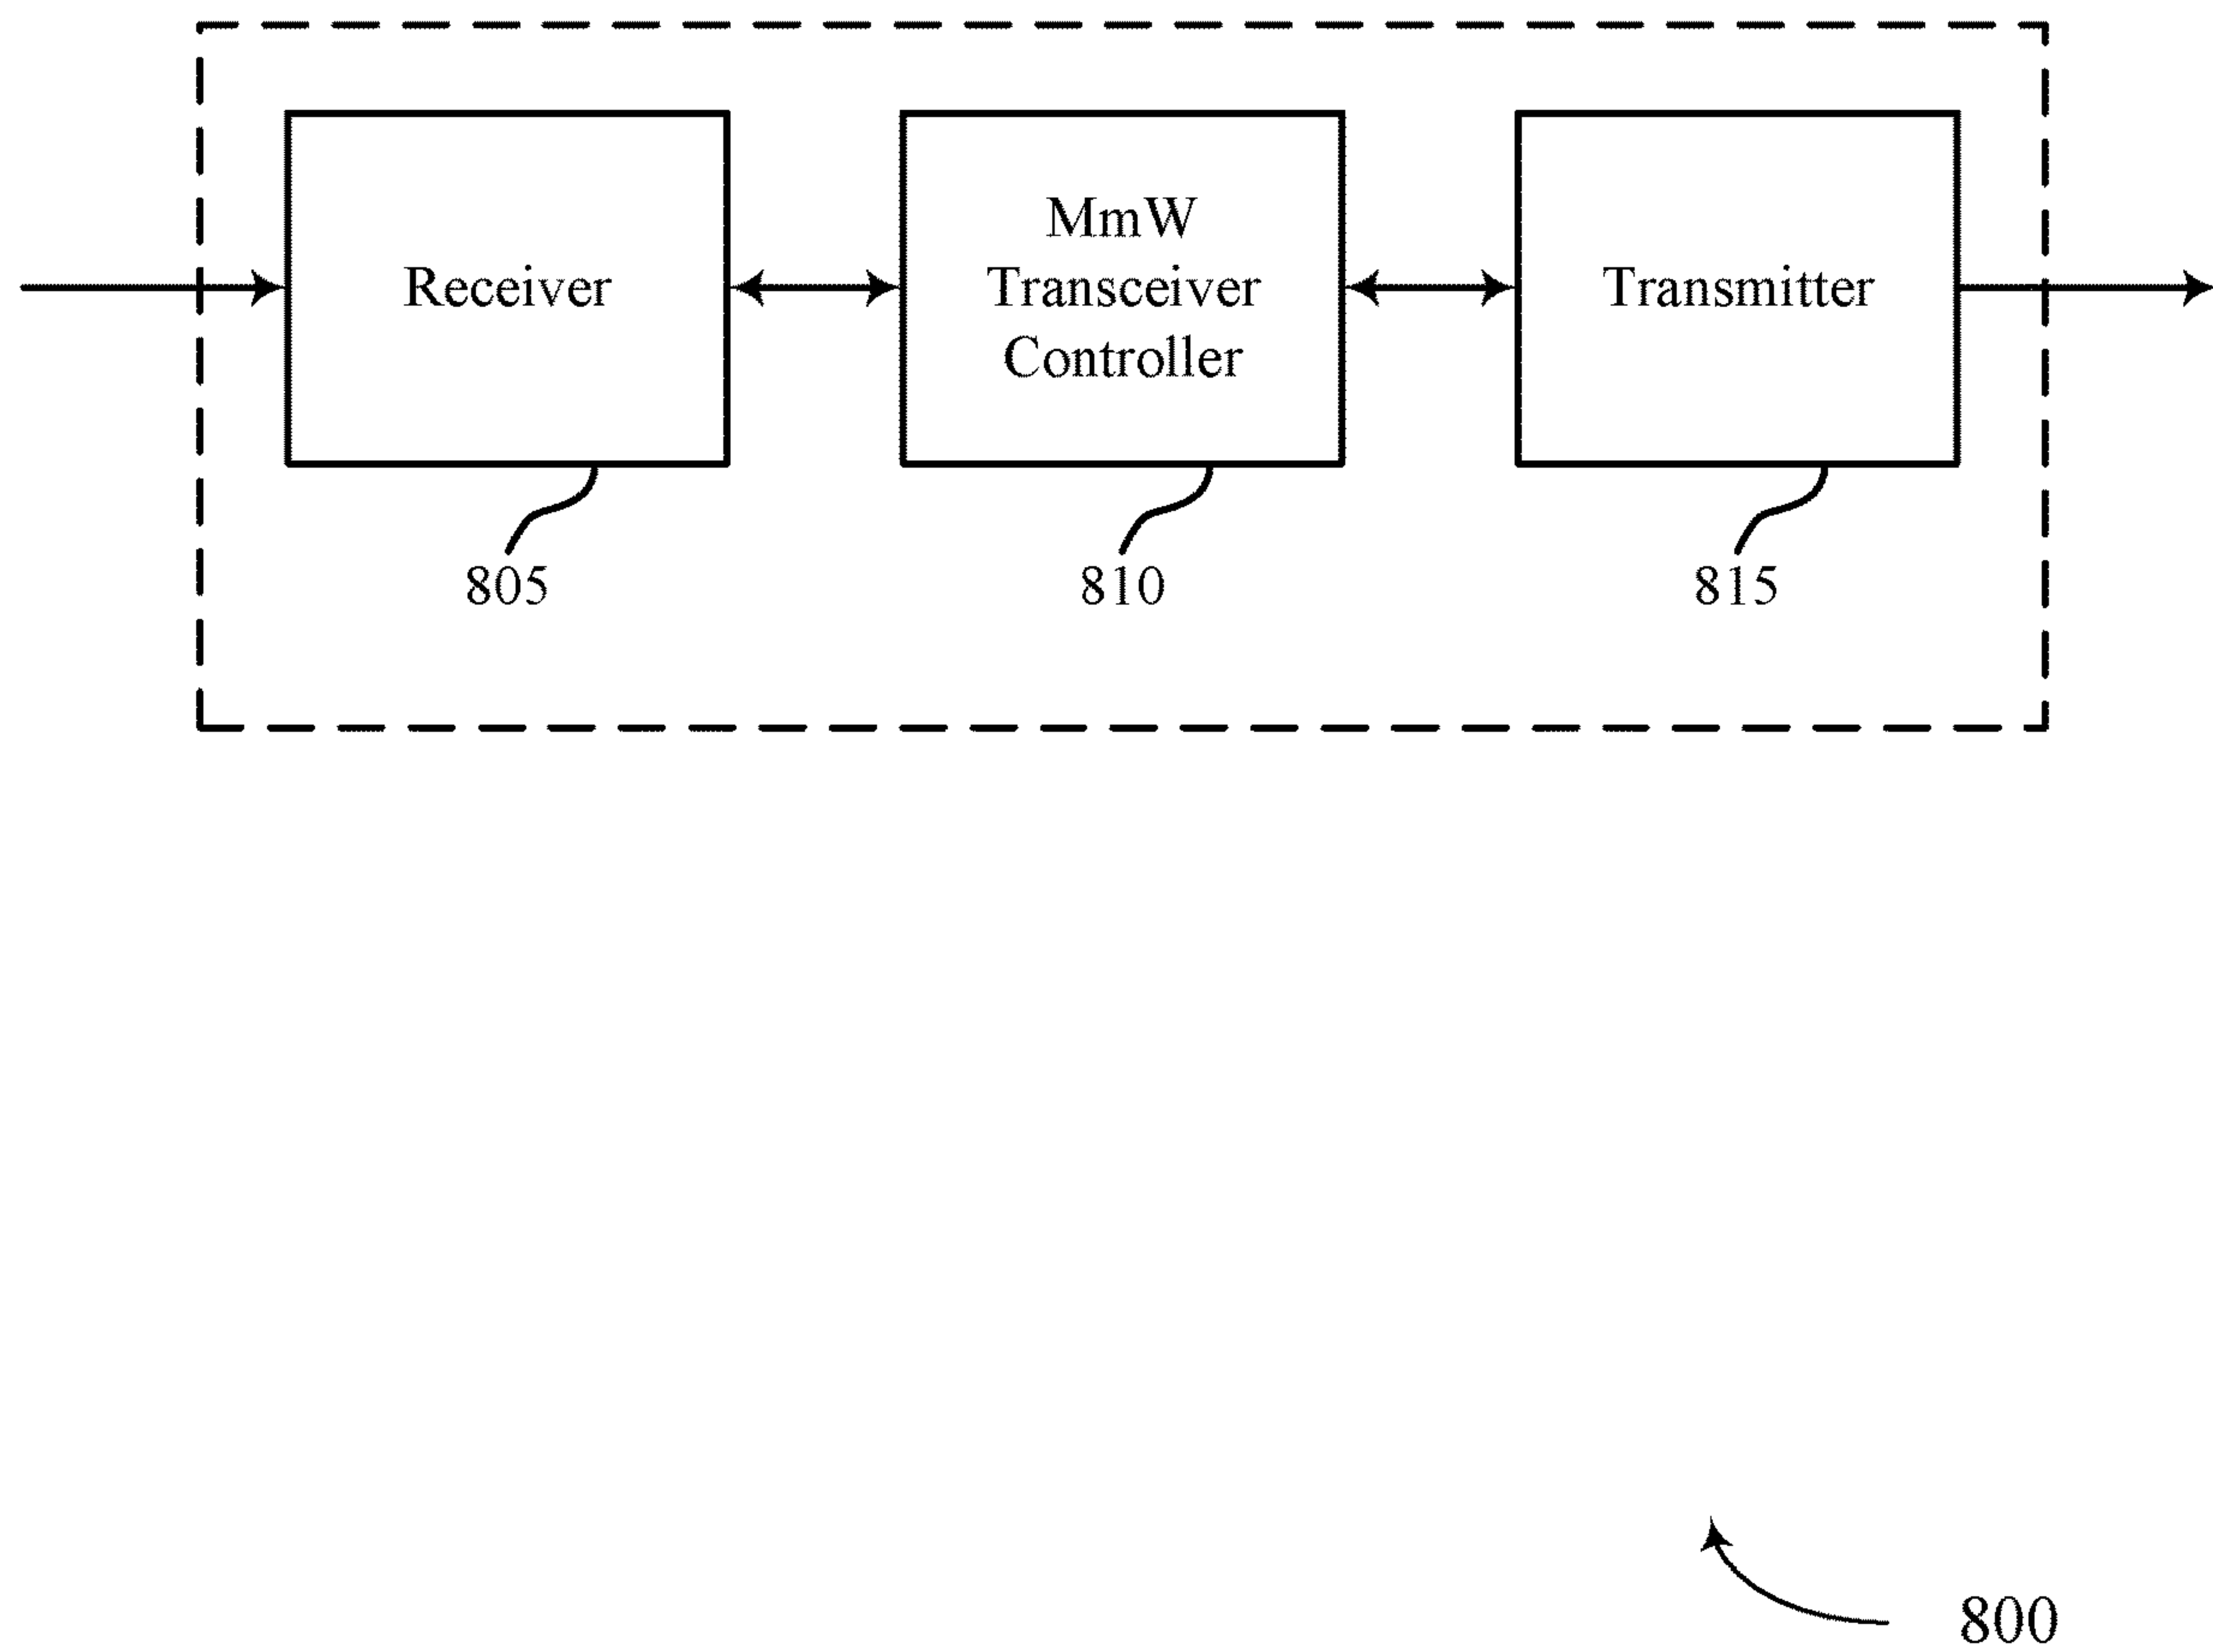 Receiver
MmW
Transceiver
Controller
Transmitter
805
810
815
800